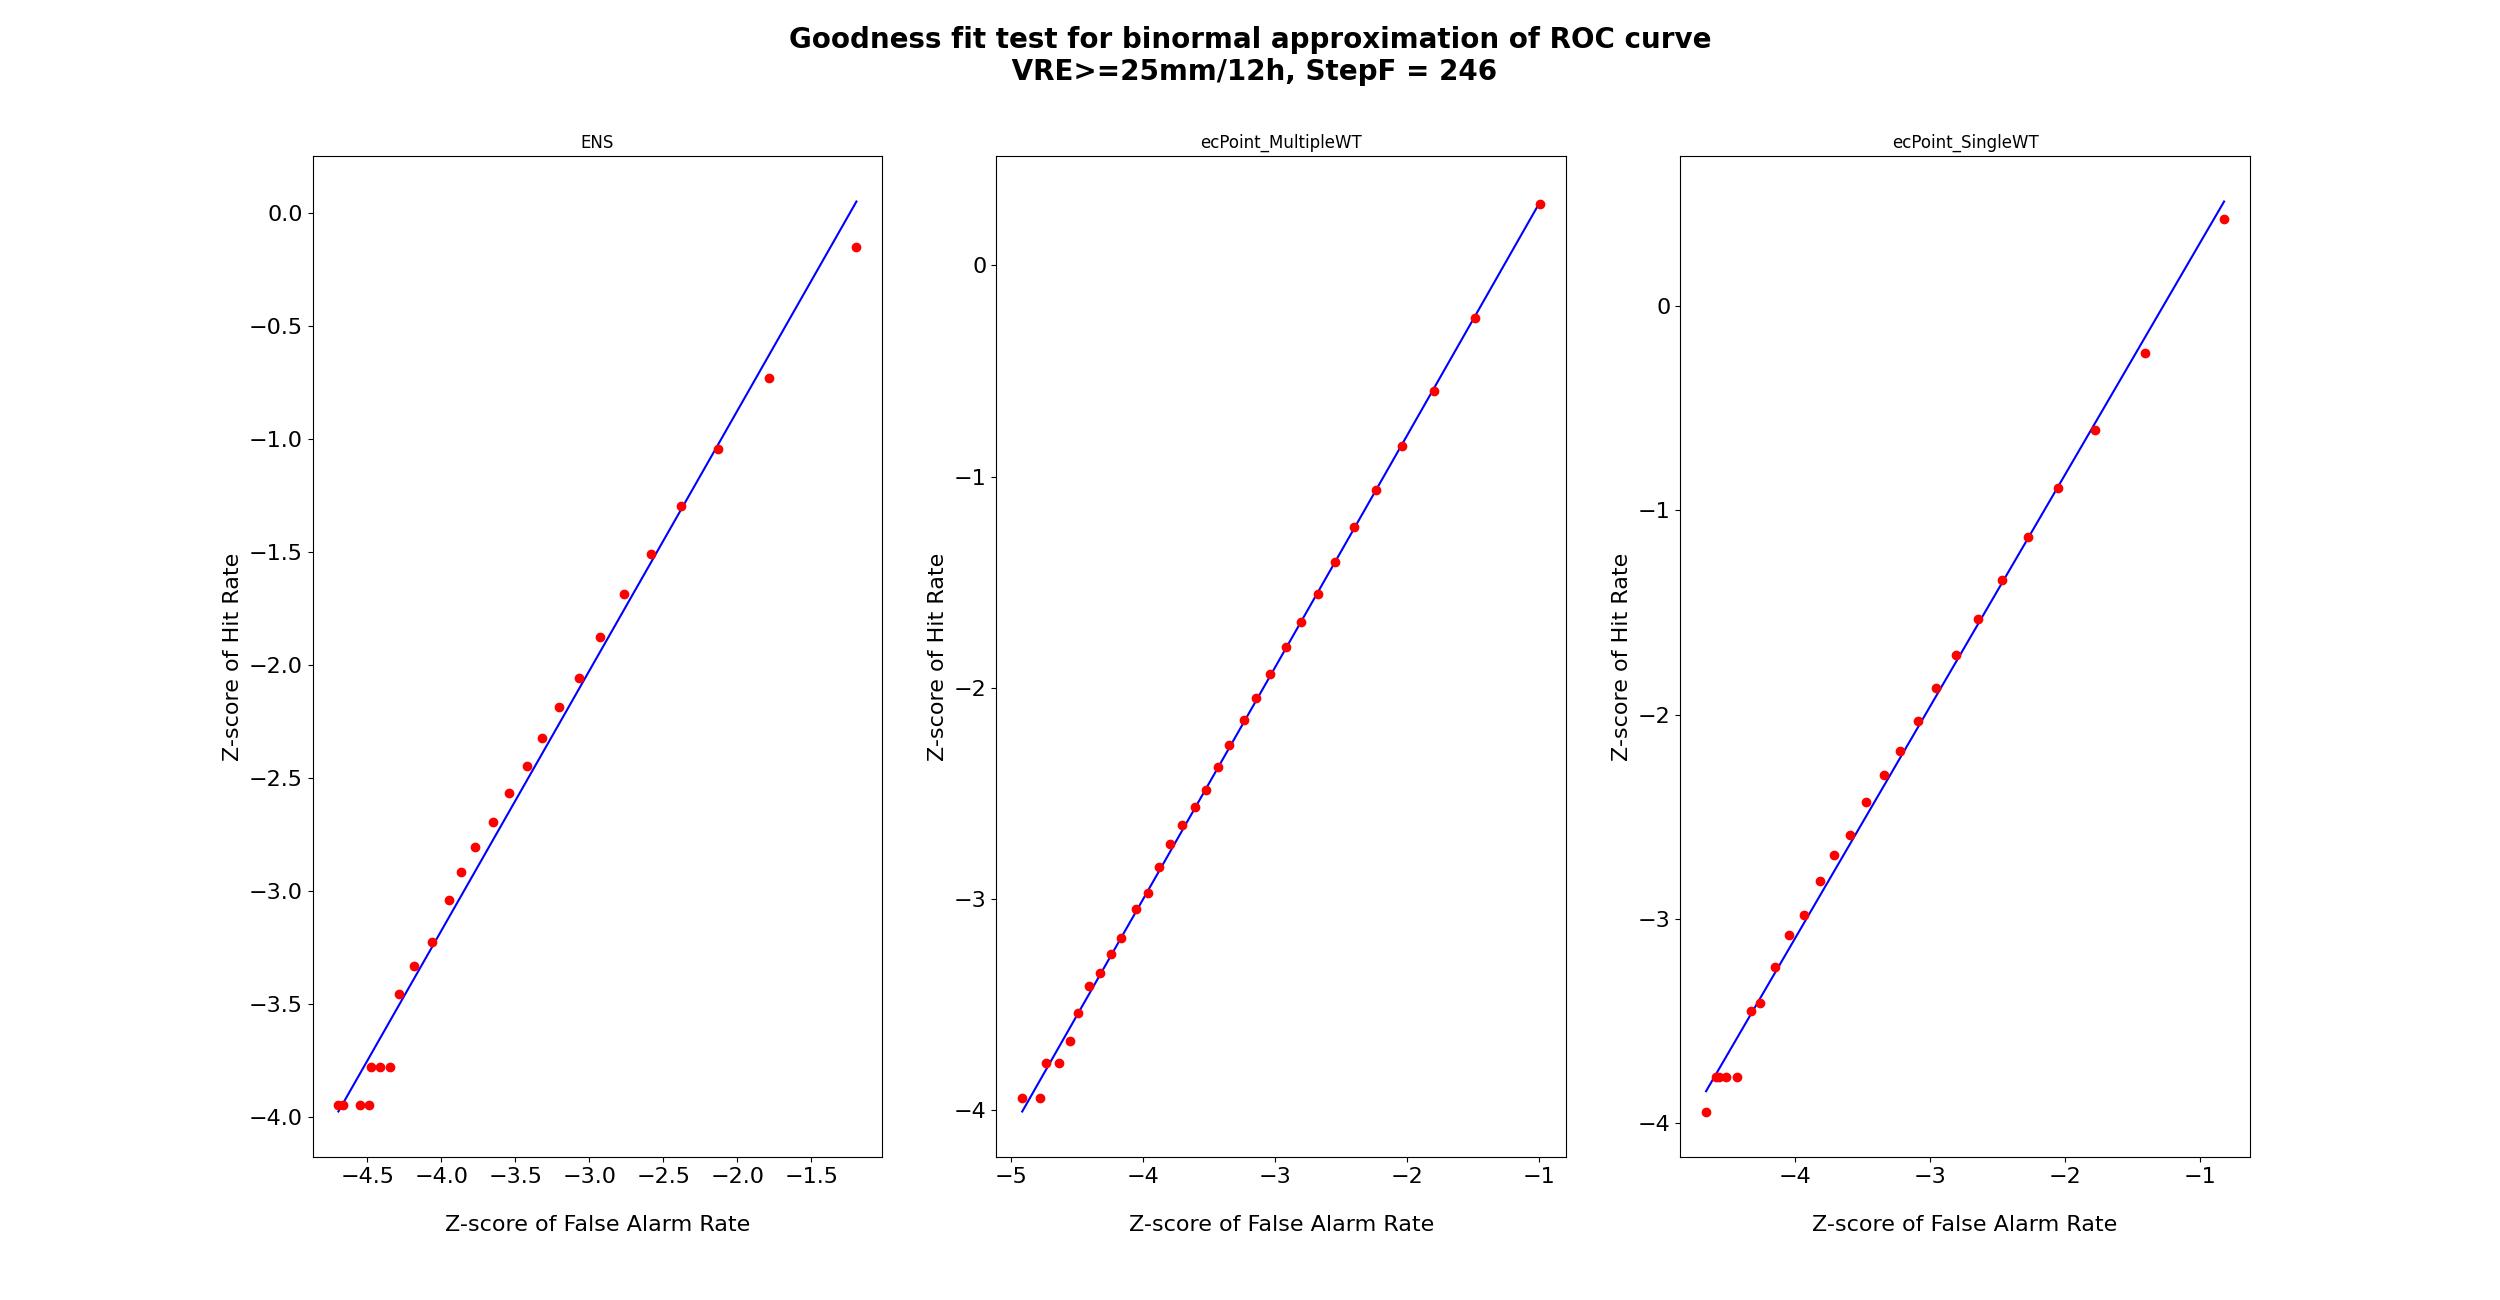 Goodness fit test for binormal approximation of ROC curve
VRE>=25mm/12h, StepF = 246
ENS
0.0
−0.5
−1.0
−1.5
−2.0
−2.5
−3.0
−3.5
−4.0
Z-score of Hit Rate
−4.5 −4.0 −3.5 −3.0 −2.5 −2.0 −1.5
Z-score of False Alarm Rate
ecPoint_MultipleWT
0
−1
−2
−3
−4
Z-score of Hit Rate
−5 −4 −3 −2 −1
Z-score of False Alarm Rate
ecPoint_SingleWT
0
−1
−2
−3
−4
Z-score of Hit Rate
−4 −3 −2 −1
Z-score of False Alarm Rate